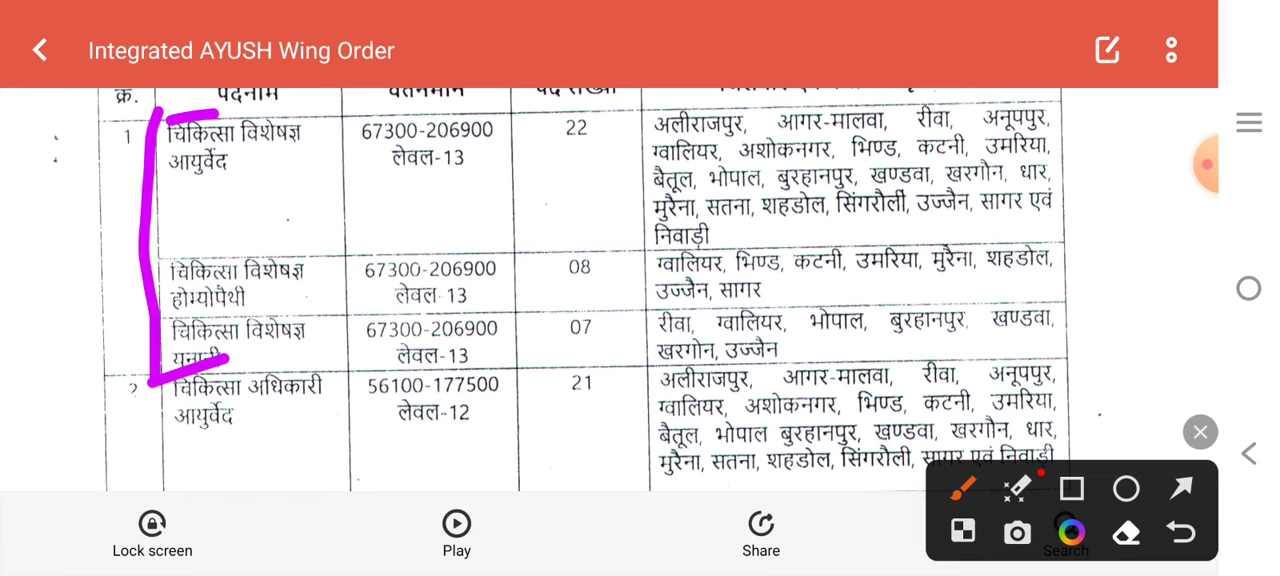 Integrated AYUSH Wing Order
क्र. पदनाम वेतनमान पद संख्या
1 चिकित्सा विशेषज्ञ 67300-206900 22 अलीराजपुर, आगर-मालवा, रीवा, अनूपपुर,
आयुर्वेद लेवल-13 ग्वालियर, अशोकनगर, भिण्ड, कटनी, उमरिया,
बैतूल, भोपाल, बुरहानपुर, खण्डवा, खरगौन, धार,
मुरैना, सतना, शहडोल, सिंगरौली, उज्जैन, सागर एवं
निवाड़ी
चिकित्सा विशेषज्ञ 67300-206900 08 ग्वालियर, भिण्ड, कटनी, उमरिया, मुरैना, शहडोल,
होम्योपैथी लेवल-13 उज्जैन, सागर
चिकित्सा विशेषज्ञ 67300-206900 07 रीवा, ग्वालियर, भोपाल, बुरहानपुर, खण्डवा,
यूनानी लेवल-13 खरगोन, उज्जैन
2 चिकित्सा अधिकारी 56100-177500 21 अलीराजपुर, आगर-मालवा, रीवा, अनूपपुर,
आयुर्वेद लेवल-12 ग्वालियर, अशोकनगर, भिण्ड, कटनी, उमरिया,
बैतूल, भोपाल बुरहानपुर, खण्डवा, खरगौन, धार,
मुरैना, सतना, शहडोल, सिंगरौली, सागर एवं निवाड़ी
Lock screen Play Share Search